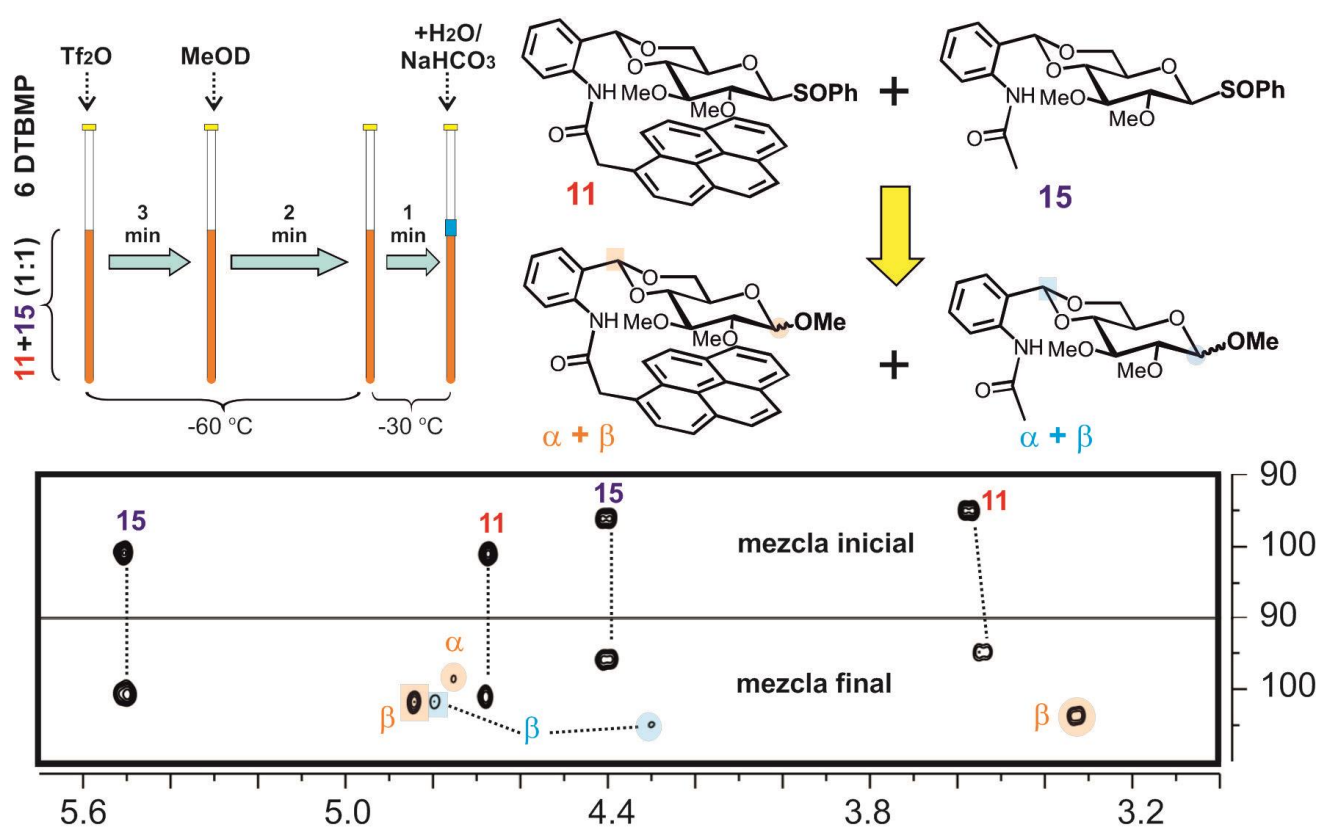 Tf2O
MeOD
+H2O/
NaHCO3
6 DTBMP
11+15 (1:1)
3
min
2
min
1
min
-60 ºC
-30 ºC
O
O
O
NH
MeO
MeO
SOPh
O
11
+
O
O
O
NH
MeO
MeO
SOPh
O
15
O
O
O
NH
MeO
MeO
OMe
O
α + β
+
O
O
O
NH
MeO
MeO
OMe
O
α + β
15
11
15
11
mezcla inicial
90
100
α
β
β
mezcla final
β
90
100
5.6
5.0
4.4
3.8
3.2